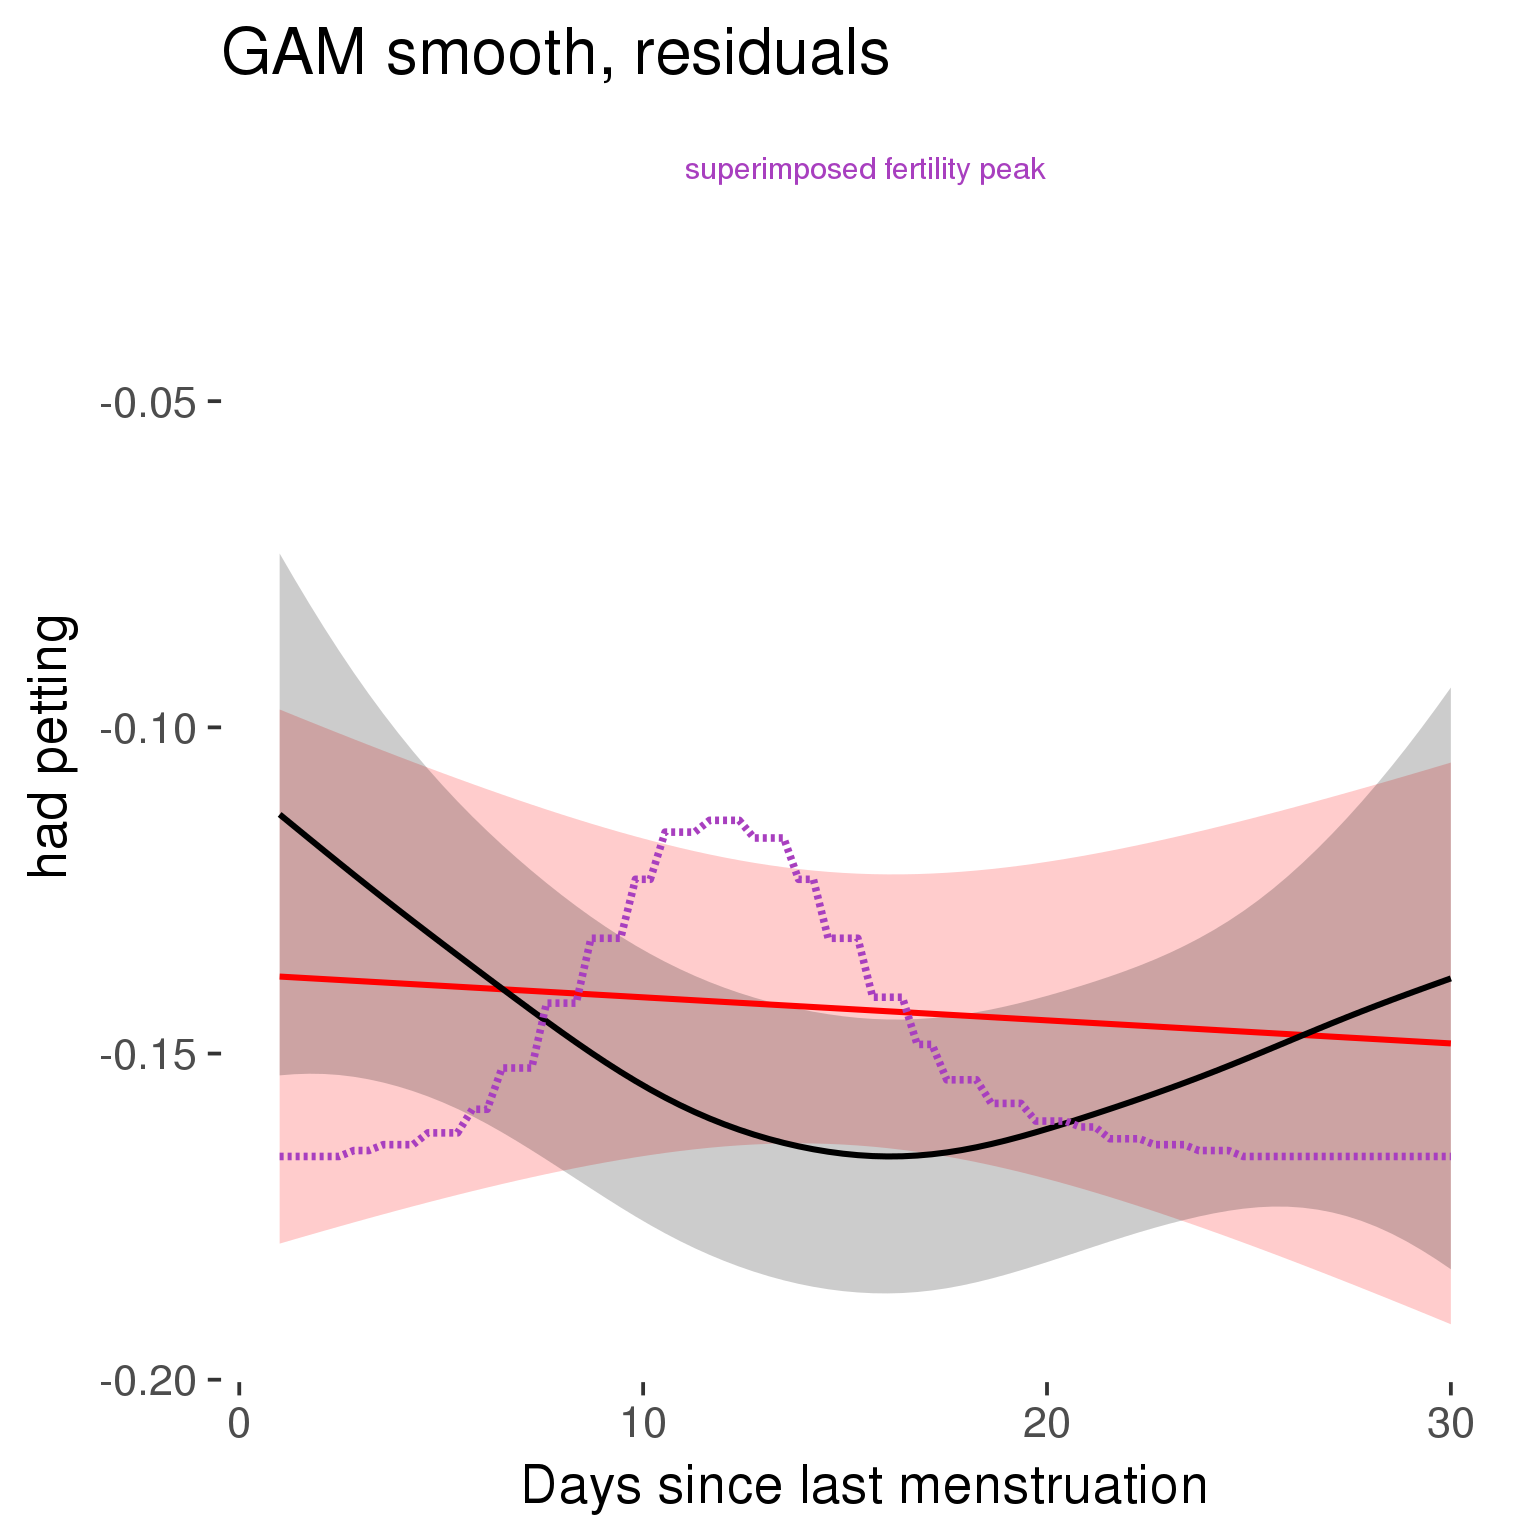 GAM smooth, residuals
superimposed fertility peak
had petting
-0.05
-0.10
-0.15
-0.20
0 10 20 30
Days since last menstruation